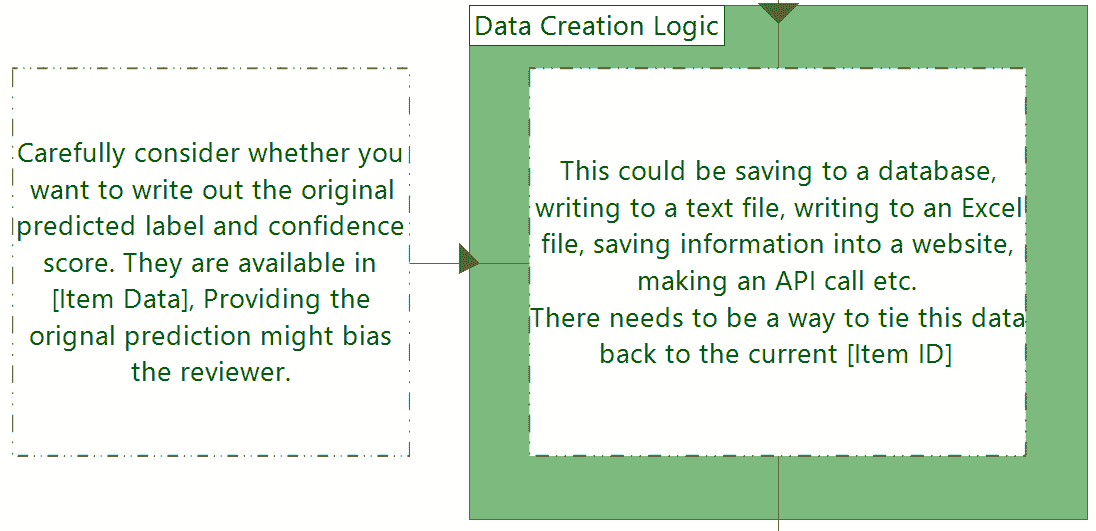 Data Creation Logic
Carefully consider whether you
want to write out the original
predicted label and confidence
score. They are available in
[Item Data], Providing the
orignal prediction might bias
the reviewer.
This could be saving to a database,
writing to a text file, writing to an Excel
file, saving information into a website,
making an API call etc.
There needs to be a way to tie this data
back to the current [Item ID]